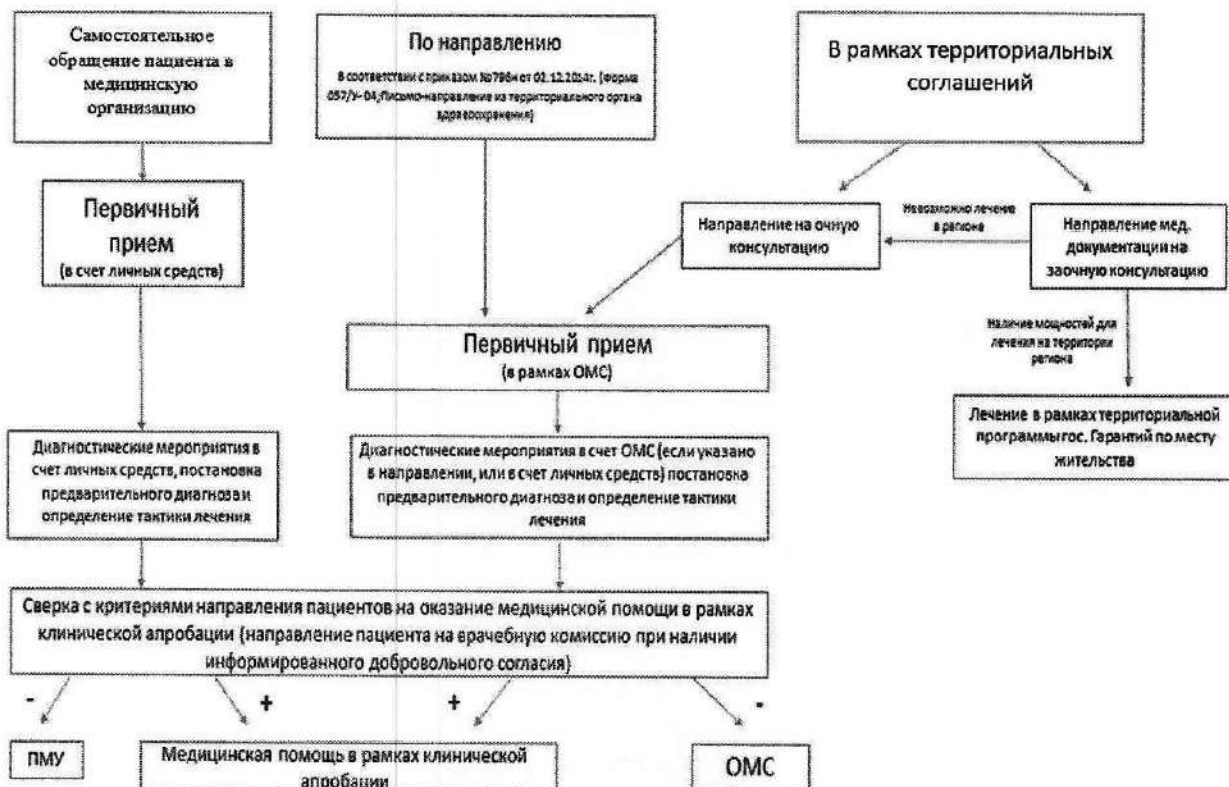 Самостоятельное
обращение пациента в
медицинскую
организацию
По направлению
В соответствии с приказом №796н от 02.12.2014г. (Форма
057/У-04, Письмо-направление из территориального органа
здравоохранения)
В рамках территориальных
соглашений
Первичный
прием
(в счет личных средств)
Направление на очную
консультацию
Невозможно лечение
в региона
Направление мед.
документации на
заочную консультацию
Наличие мощностей для
лечения на территории
региона
Первичный прием
(в рамках ОМС)
Лечение в рамках территориальной
программыгос. Гарантий по месту
жительства
Диагностические мероприятия в
счет личных средств, постановка
предварительного диагноза и
определение тактики лечения
Диагностические мероприятия в счет ОМС (если указано
в направлении, или в счет личных средств) постановка
предварительного диагноза и определение тактики
лечения
Сверка с критериями направления пациентов на оказание медицинской помощи в рамках
клинической апробации (направление пациента на врачебную комиссию при наличии
информированного добровольного согласия)
- + + -
ПМУ
Медицинская помощь в рамках клинической
апробации
ОМС